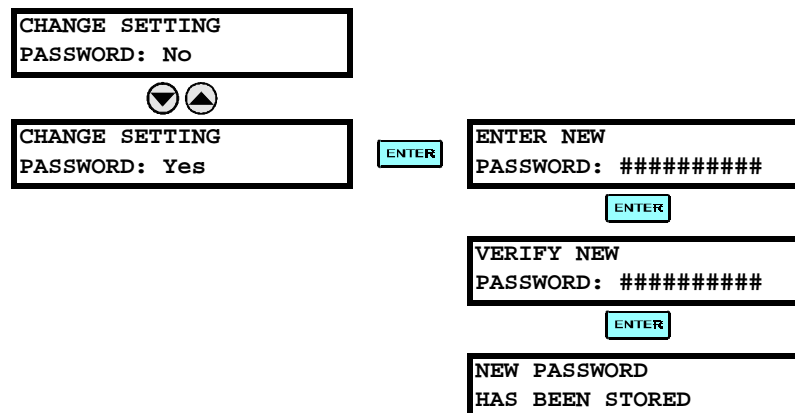 CHANGE SETTING
PASSWORD: No
CHANGE SETTING
PASSWORD: Yes
ENTER
ENTER NEW
PASSWORD: ##########
ENTER
VERIFY NEW
PASSWORD: ##########
ENTER
NEW PASSWORD
HAS BEEN STORED